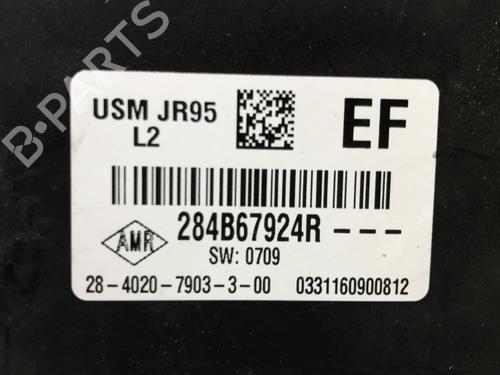 B-PARTS
USM JR95
L2
EF
284B67924R---
AMR
SW: 0709
28-4020-7903-3-00 0331160900812